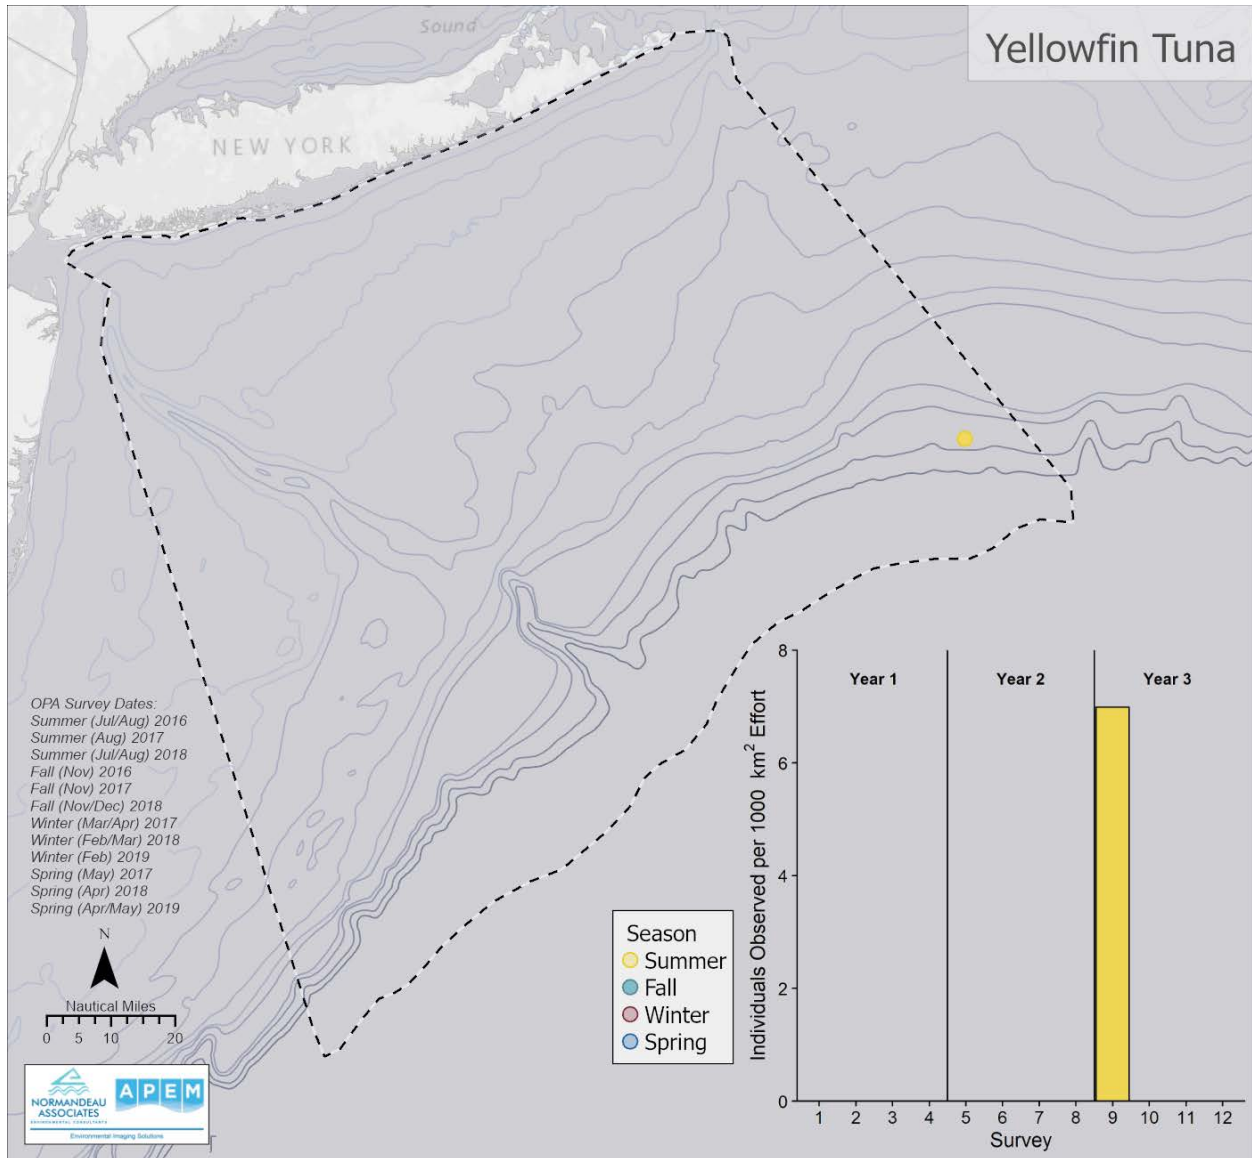 Sound
Yellowfin Tuna
NEW YORK
OPA Survey Dates:
Summer (Jul/Aug) 2016
Summer (Aug) 2017
Summer (Jul/Aug) 2018
Fall (Nov) 2016
Fall (Nov) 2017
Fall (Nov/Dec) 2018
Winter (Mar/Apr) 2017
Winter (Feb/Mar) 2018
Winter (Feb) 2019
Spring (May) 2017
Spring (Apr) 2018
Spring (Apr/May) 2019
N
Nautical Miles
0 5 10 20
NORMANDEAU
ASSOCIATES
ENVIRONMENTAL CONSULTANTS
APEM
Environmental Imaging Solutions
T
Season
Summer
Fall
Winter
Spring
Individuals Observed per 1000 km² Effort
8
6
4
2
0
Year 1 Year 2 Year 3
1 2 3 4 5 6 7 8 9 10 11 12
Survey